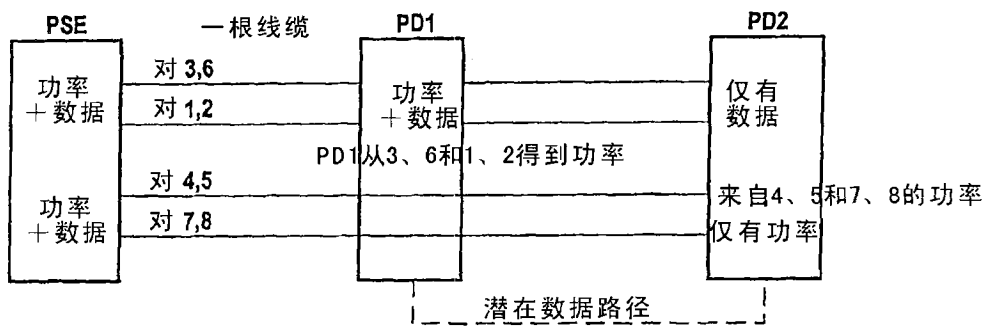 PSE
一根线缆
PD1
PD2
功率
＋数据
对 3,6
对 1,2
功率
＋数据
仅有
数据
PD1从3、6和1、2得到功率
功率
＋数据
对 4,5
对 7,8
来自4、5和7、8的功率
仅有功率
潜在数据路径